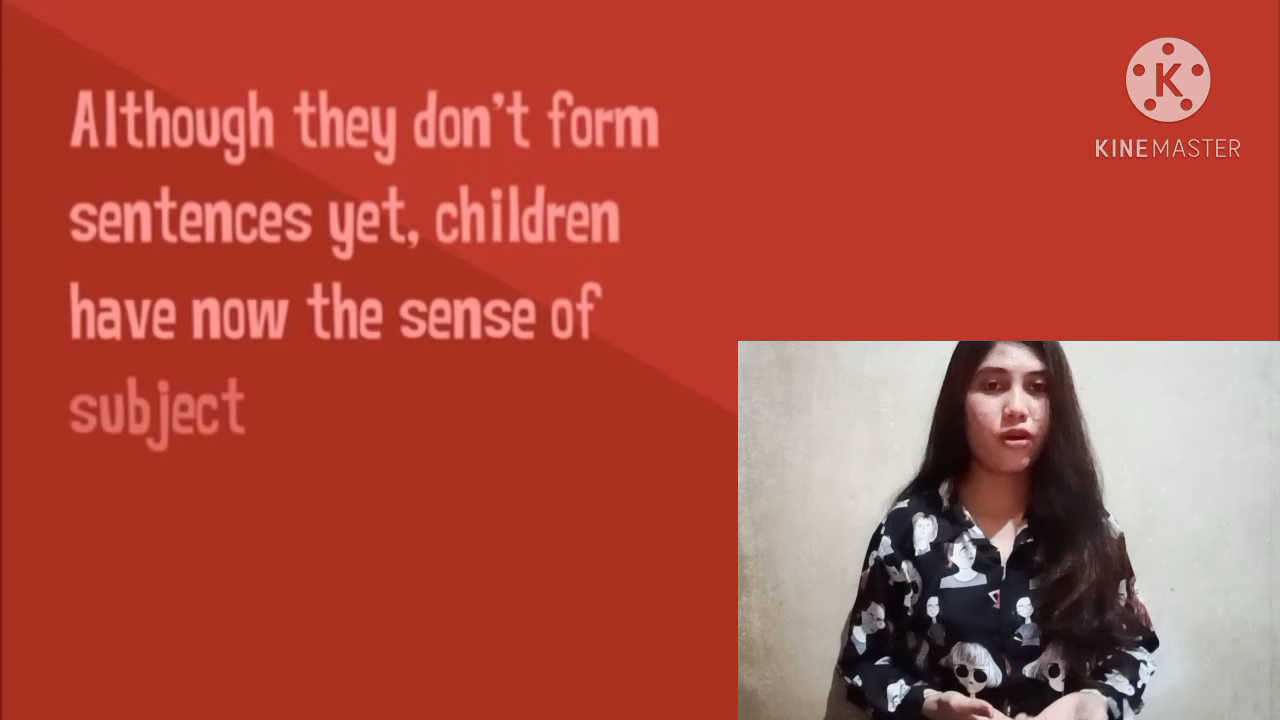 Although they don't form
sentences yet, children
have now the sense of
subject
K
KINEMASTER